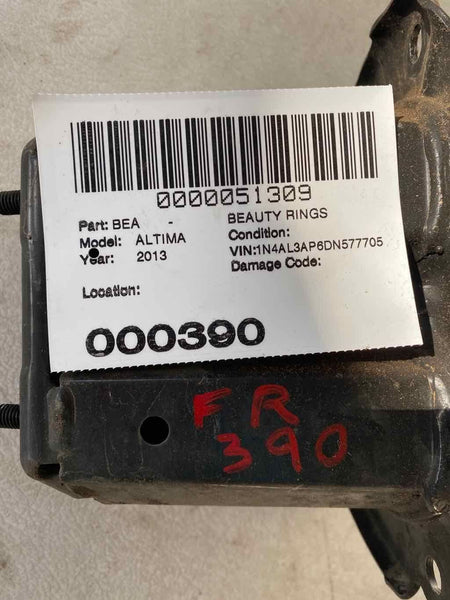 0000051309
Part: BEA - BEAUTY RINGS
Model: ALTIMA Condition:
Year: 2013 VIN:1N4AL3AP6DN577705
Damage Code:
Location:
000390
FR
390